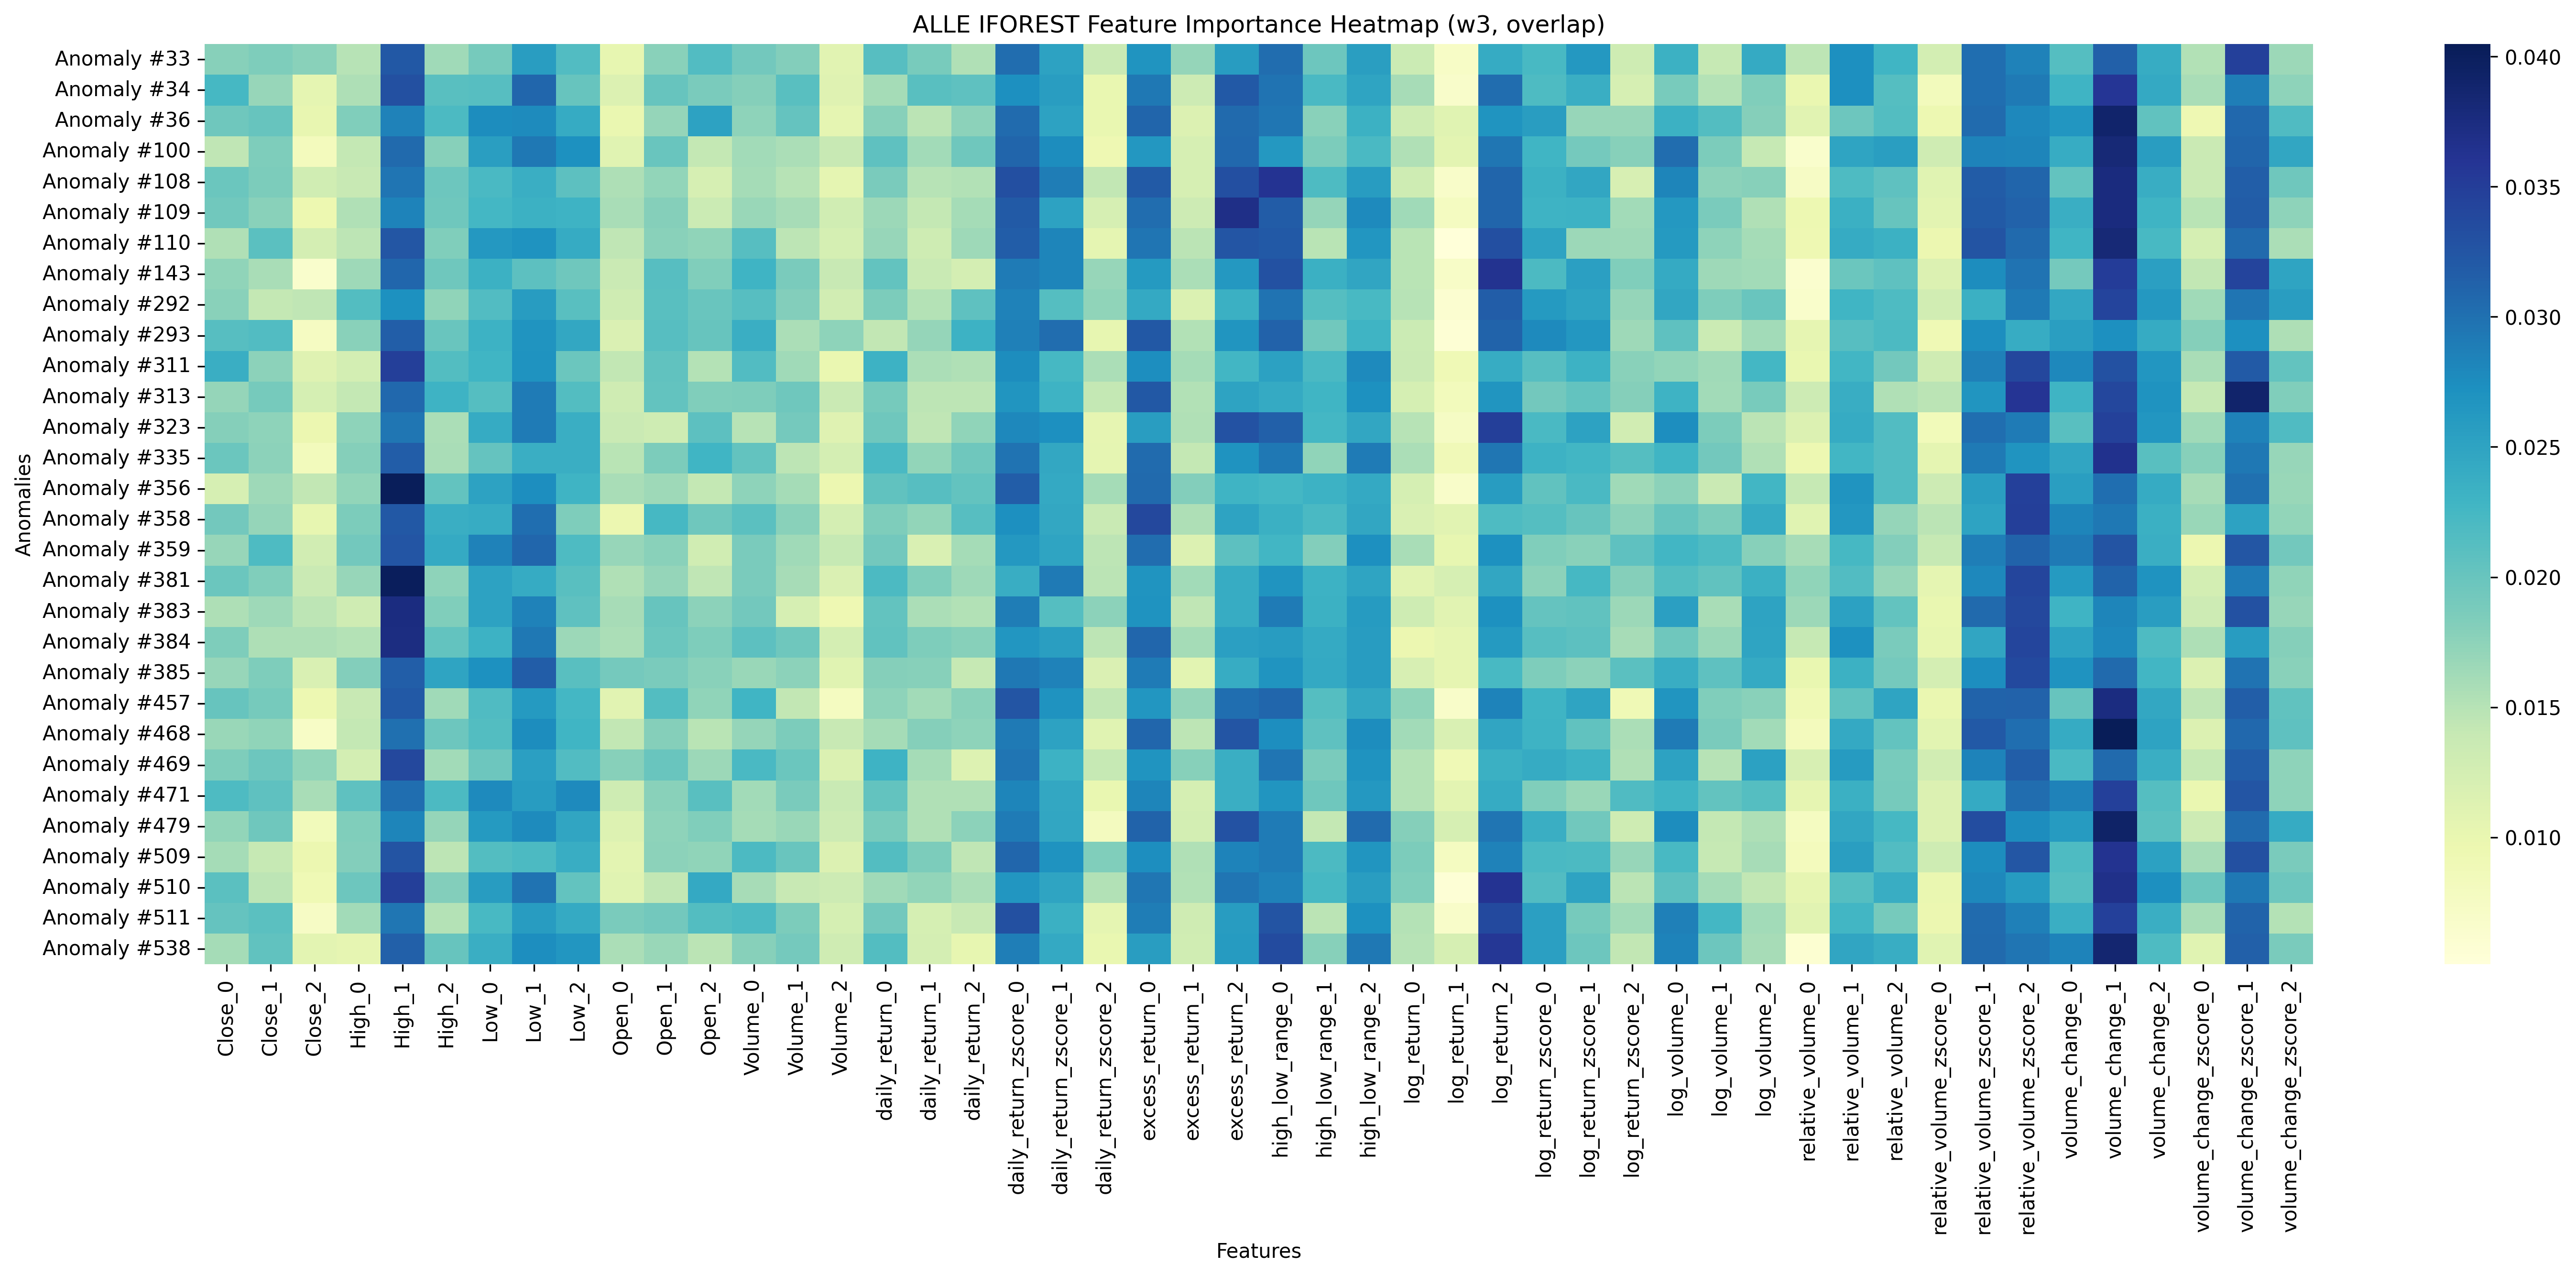 ALLE IFOREST Feature Importance Heatmap (w3, overlap)
Anomalies
Anomaly #33
Anomaly #34
Anomaly #36
Anomaly #100
Anomaly #108
Anomaly #109
Anomaly #110
Anomaly #143
Anomaly #292
Anomaly #293
Anomaly #311
Anomaly #313
Anomaly #323
Anomaly #335
Anomaly #356
Anomaly #358
Anomaly #359
Anomaly #381
Anomaly #383
Anomaly #384
Anomaly #385
Anomaly #457
Anomaly #468
Anomaly #469
Anomaly #471
Anomaly #479
Anomaly #509
Anomaly #510
Anomaly #511
Anomaly #538
Close_0
Close_1
Close_2
High_0
High_1
High_2
Low_0
Low_1
Low_2
Open_0
Open_1
Open_2
Volume_0
Volume_1
Volume_2
daily_return_0
daily_return_1
daily_return_2
daily_return_zscore_0
daily_return_zscore_1
daily_return_zscore_2
excess_return_0
excess_return_1
excess_return_2
high_low_range_0
high_low_range_1
high_low_range_2
log_return_0
log_return_1
log_return_2
log_return_zscore_0
log_return_zscore_1
log_return_zscore_2
log_volume_0
log_volume_1
log_volume_2
relative_volume_0
relative_volume_1
relative_volume_2
relative_volume_zscore_0
relative_volume_zscore_1
relative_volume_zscore_2
volume_change_0
volume_change_1
volume_change_2
volume_change_zscore_0
volume_change_zscore_1
volume_change_zscore_2
Features
0.040
0.035
0.030
0.025
0.020
0.015
0.010